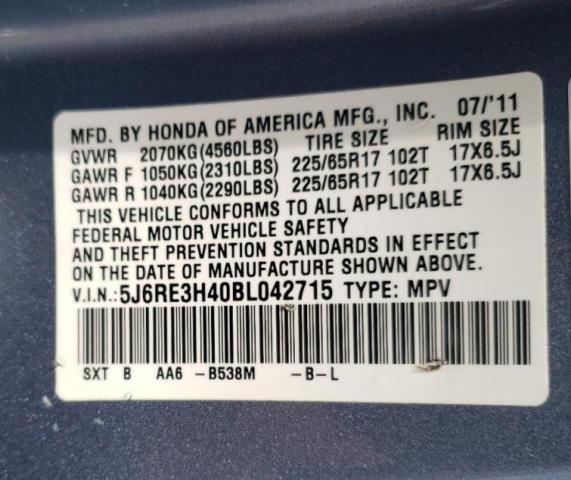 MFD. BY HONDA OF AMERICA MFG., INC. 07/'11
GVWR 2070KG(4560LBS) TIRE SIZE RIM SIZE
GAWR F 1050KG(2310LBS) 225/65R17 102T 17X6.5J
GAWR R 1040KG(2290LBS) 225/65R17 102T 17X6.5J
THIS VEHICLE CONFORMS TO ALL APPLICABLE
FEDERAL MOTOR VEHICLE SAFETY
AND THEFT PREVENTION STANDARDS IN EFFECT
ON THE DATE OF MANUFACTURE SHOWN ABOVE.
V.I.N.:5J6RE3H40BL042715 TYPE: MPV
SXT B AA6 -B538M -B-L